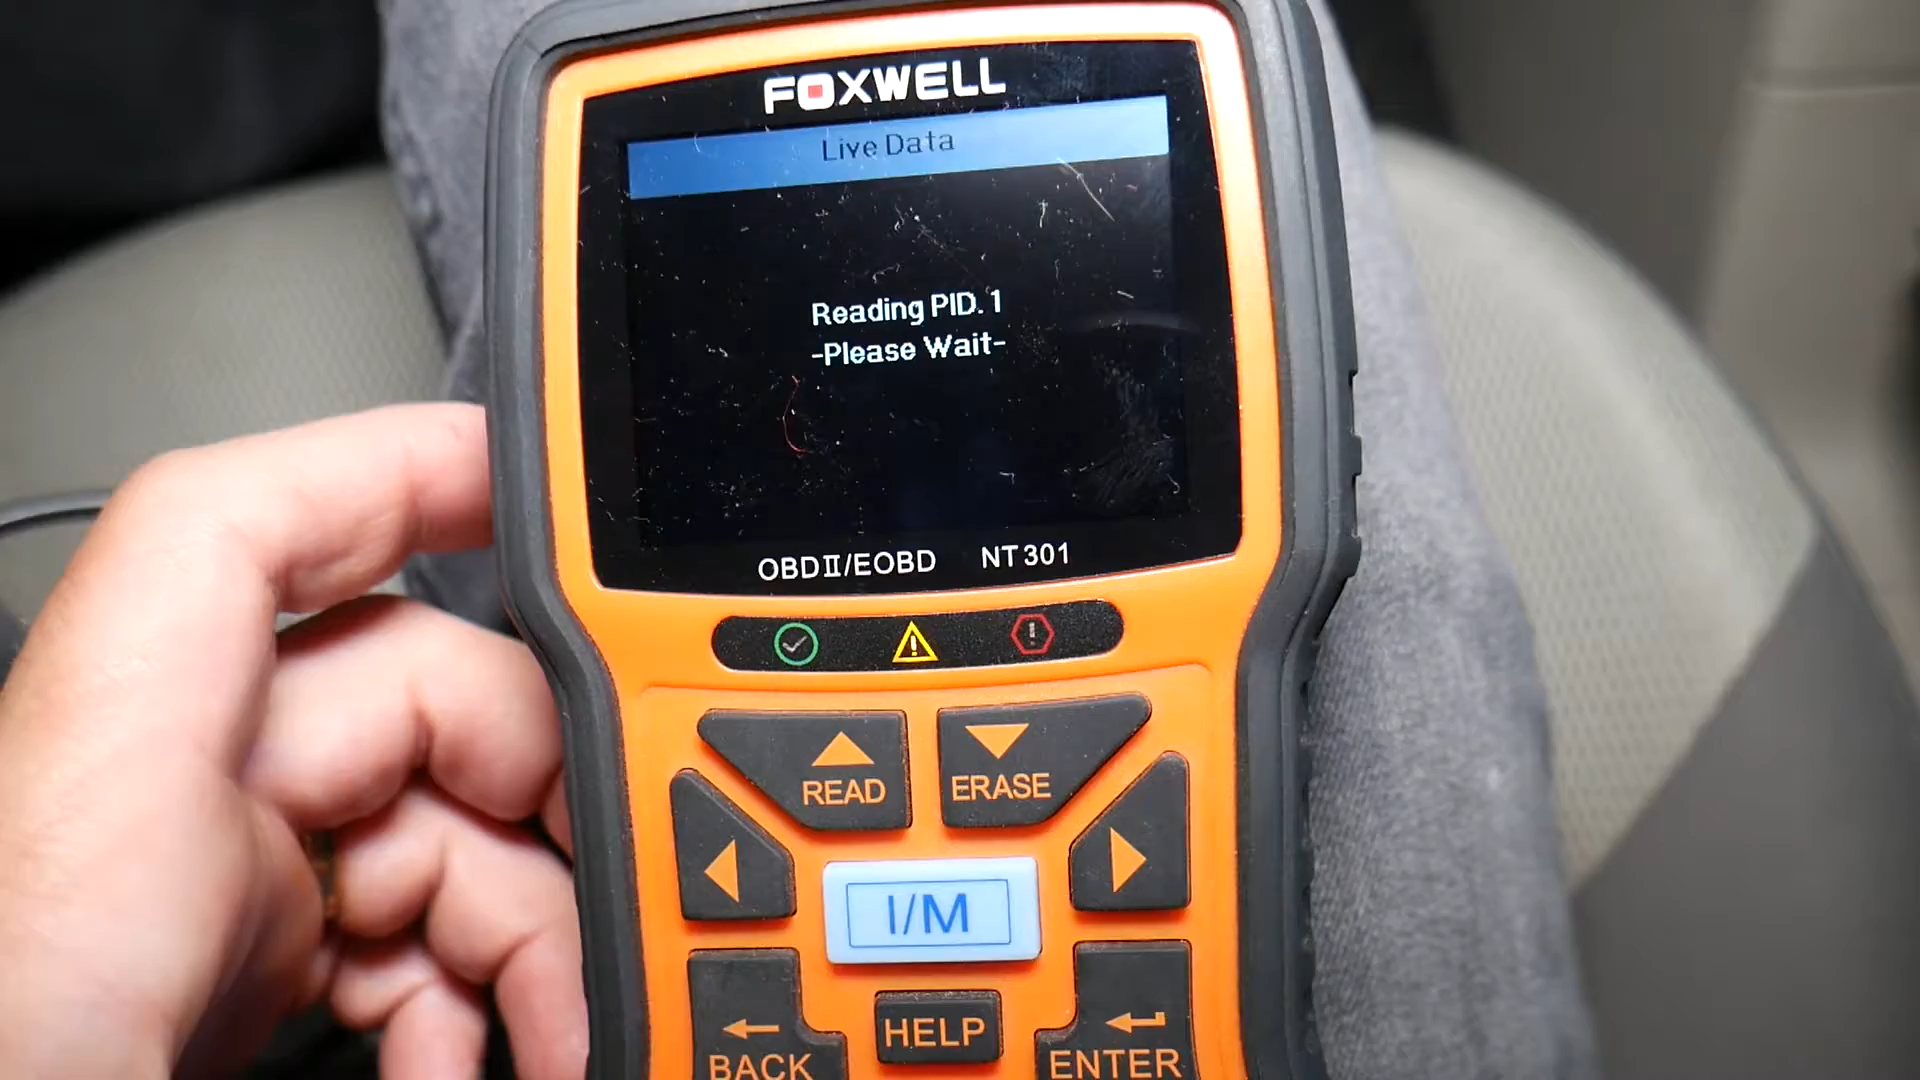 FOXWELL
Live Data
Reading PID. 1
-Please Wait-
OBDII/EOBD NT301
READ
ERASE
I/M
BACK
HELP
ENTER